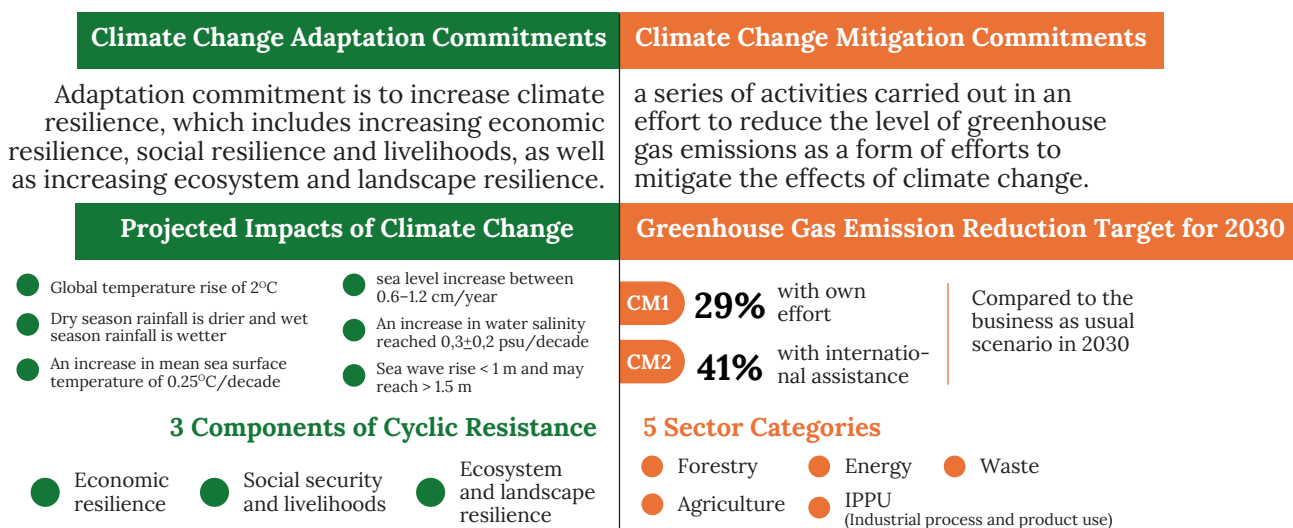 Climate Change Adaptation Commitments
Adaptation commitment is to increase climate
resilience, which includes increasing economic
resilience, social resilience and livelihoods, as well
as increasing ecosystem and landscape resilience.
Projected Impacts of Climate Change
Global temperature rise of 2ᴼC
Dry season rainfall is drier and wet
season rainfall is wetter
An increase in mean sea surface
temperature of 0.25ᴼC/decade
sea level increase between
0.6–1.2 cm/year
An increase in water salinity
reached 0,3±0,2 psu/decade
Sea wave rise < 1 m and may
reach > 1.5 m
3 Components of Cyclic Resistance
Economic
resilience
Social security
and livelihoods
Ecosystem
and landscape
resilience
Climate Change Mitigation Commitments
a series of activities carried out in an
effort to reduce the level of greenhouse
gas emissions as a form of efforts to
mitigate the effects of climate change.
Greenhouse Gas Emission Reduction Target for 2030
CM1 29% with own
effort
CM2 41% with internatio-
nal assistance
Compared to the
business as usual
scenario in 2030
5 Sector Categories
Forestry
Energy
Waste
Agriculture
IPPU
(Industrial process and product use)